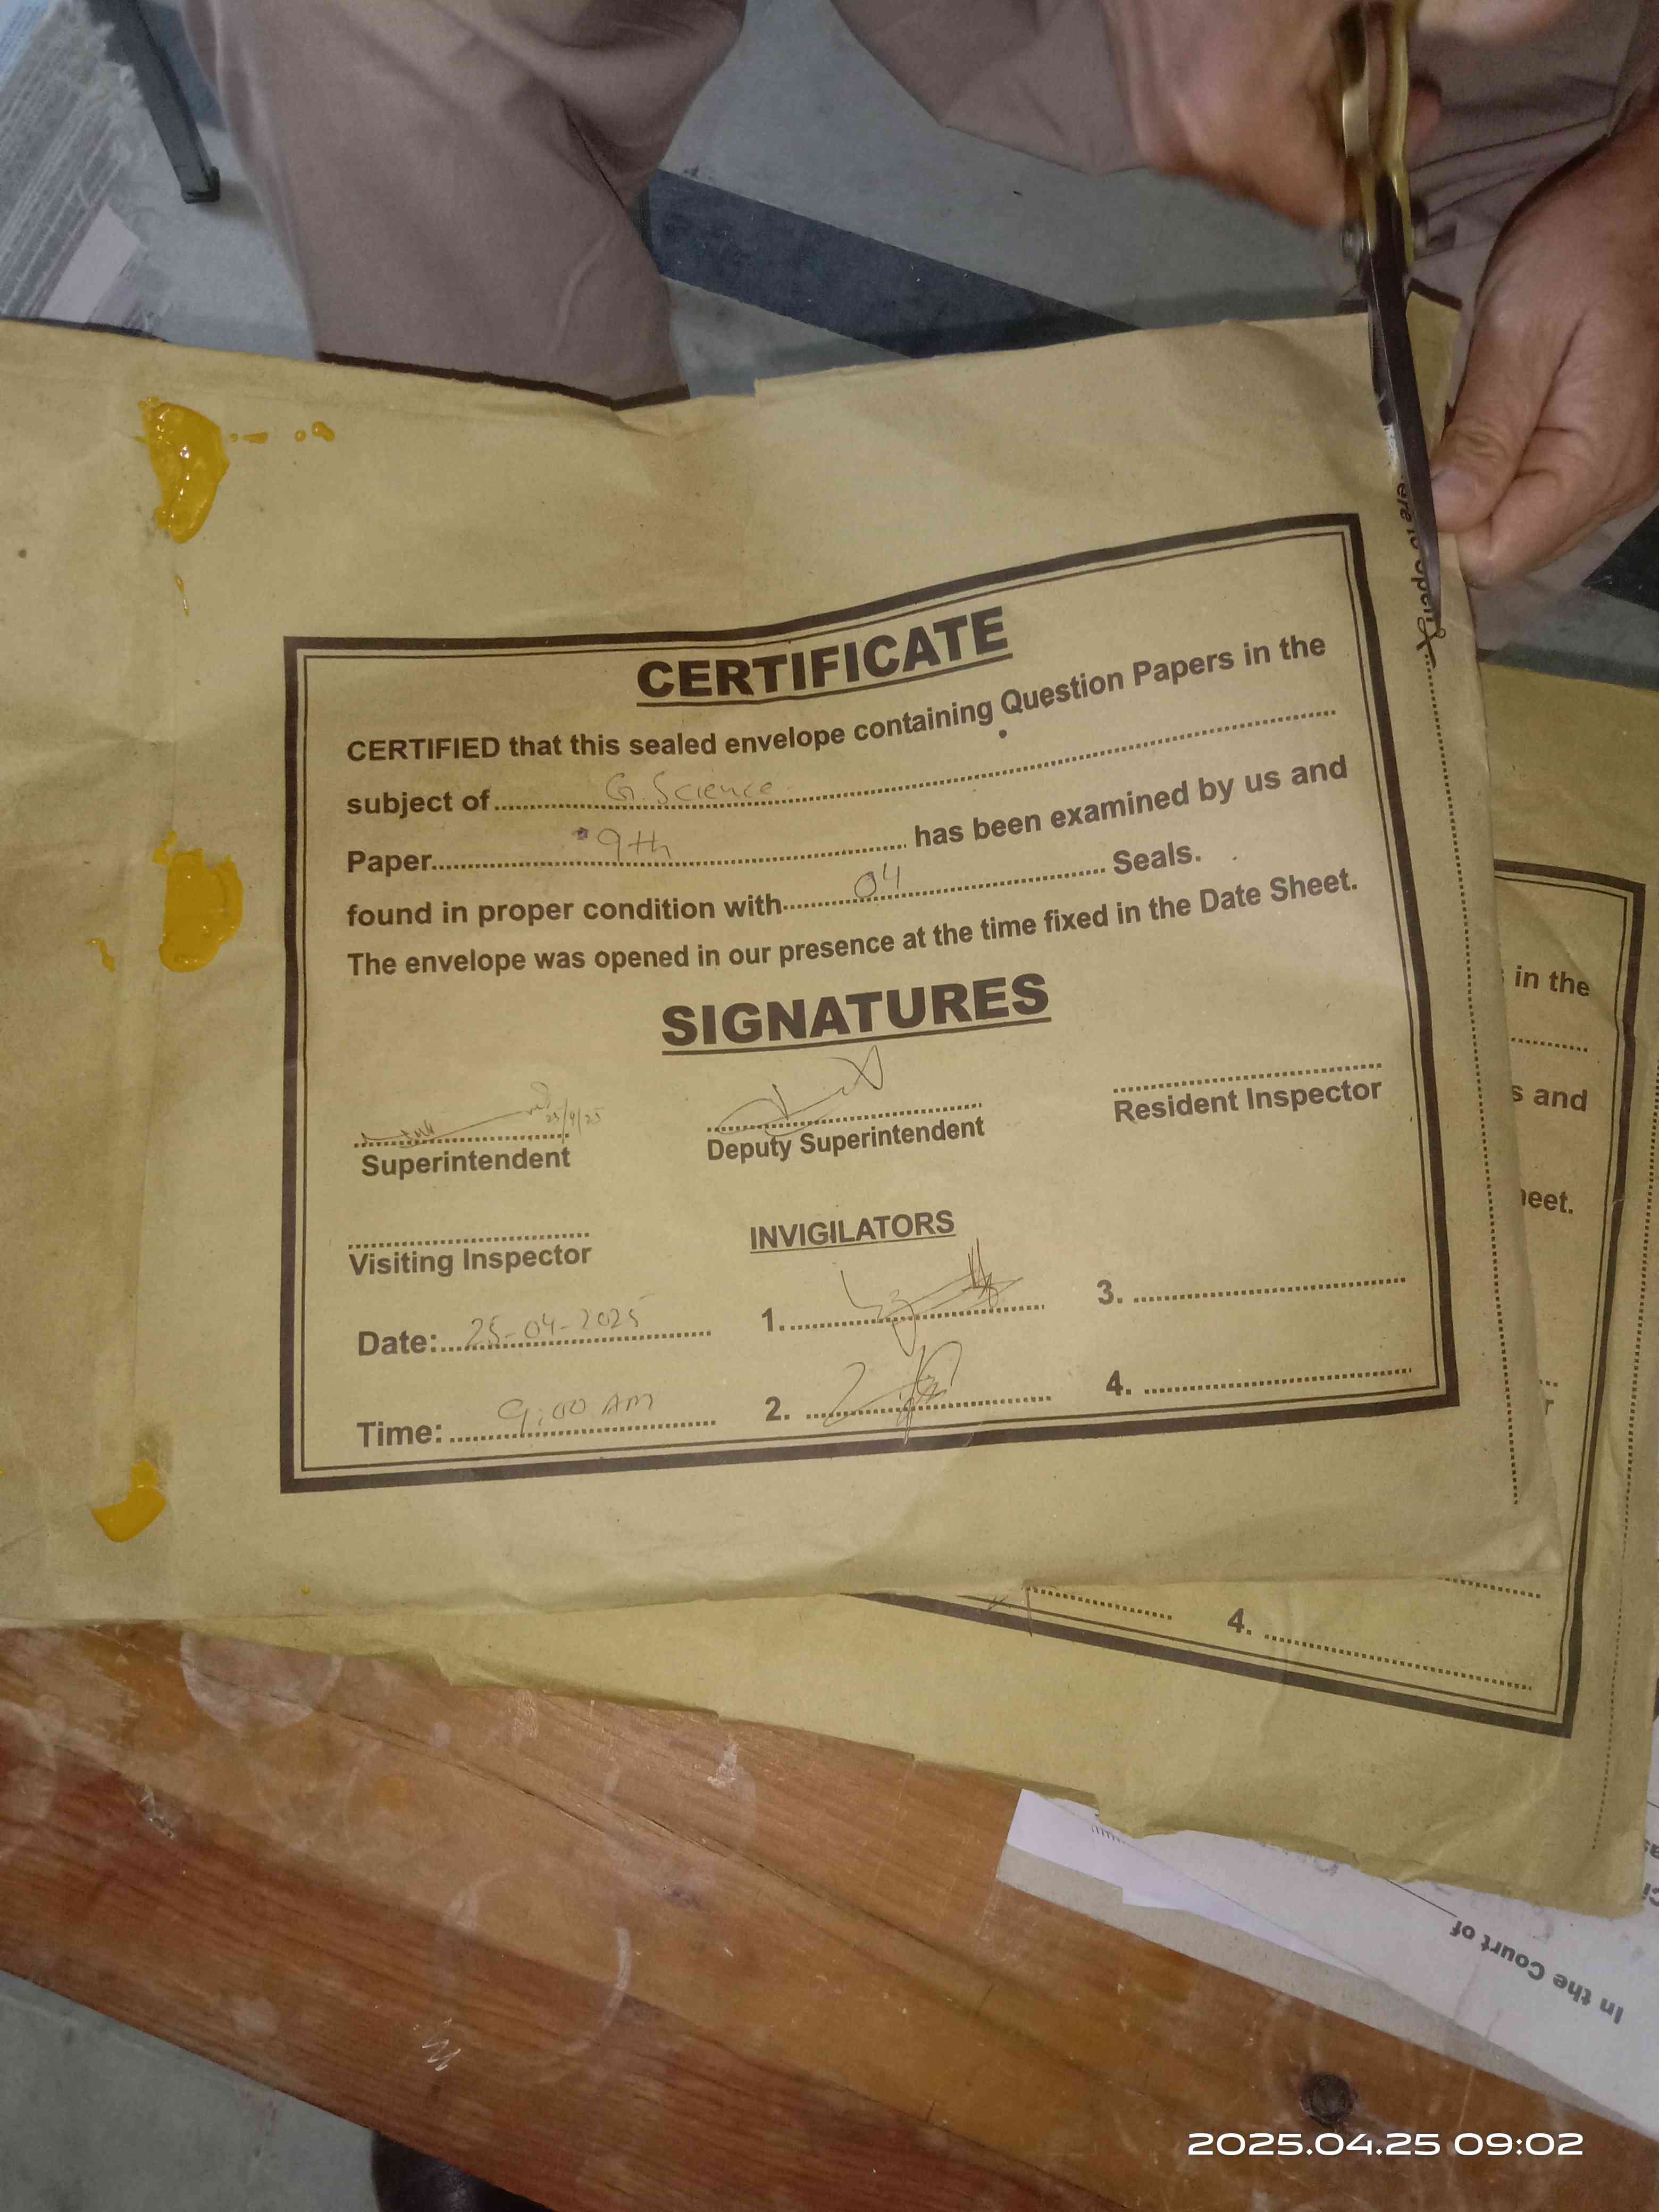 CERTIFICATE
CERTIFIED that this sealed envelope containing Question Papers in the
subject of G. Science
Paper 9th has been examined by us and
found in proper condition with 04 Seals.
The envelope was opened in our presence at the time fixed in the Date Sheet.
SIGNATURES
25/4/25
Superintendent
Deputy Superintendent
Resident Inspector
Visiting Inspector
INVIGILATORS
Date: 25-04-2025
1.
3.
Time: 9:00 AM
2.
4.
open
in the
s and
heet.
4.
In the Court of
2025.04.25 09:02